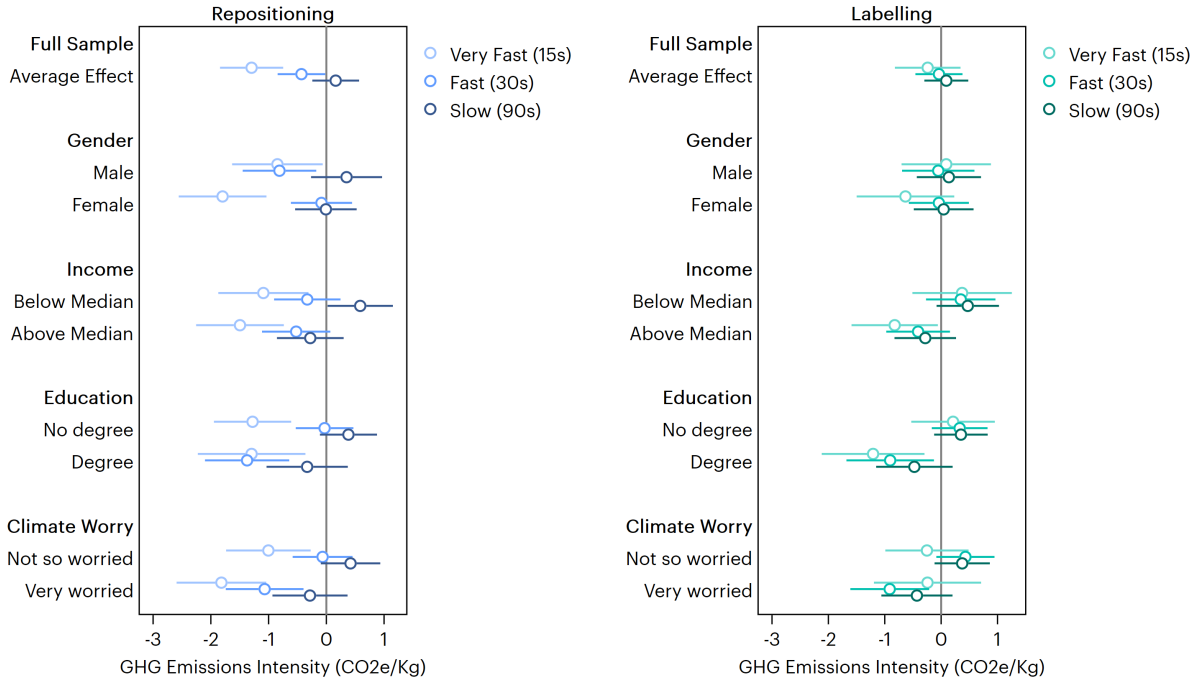 Repositioning
Full Sample
Average Effect
Gender
Male
Female
Income
Below Median
Above Median
Education
No degree
Degree
Climate Worry
Not so worried
Very worried
-3 -2 -1 0 1
GHG Emissions Intensity (CO2e/Kg)
Very Fast (15s)
Fast (30s)
Slow (90s)
Labelling
Full Sample
Average Effect
Gender
Male
Female
Income
Below Median
Above Median
Education
No degree
Degree
Climate Worry
Not so worried
Very worried
-3 -2 -1 0 1
GHG Emissions Intensity (CO2e/Kg)
Very Fast (15s)
Fast (30s)
Slow (90s)